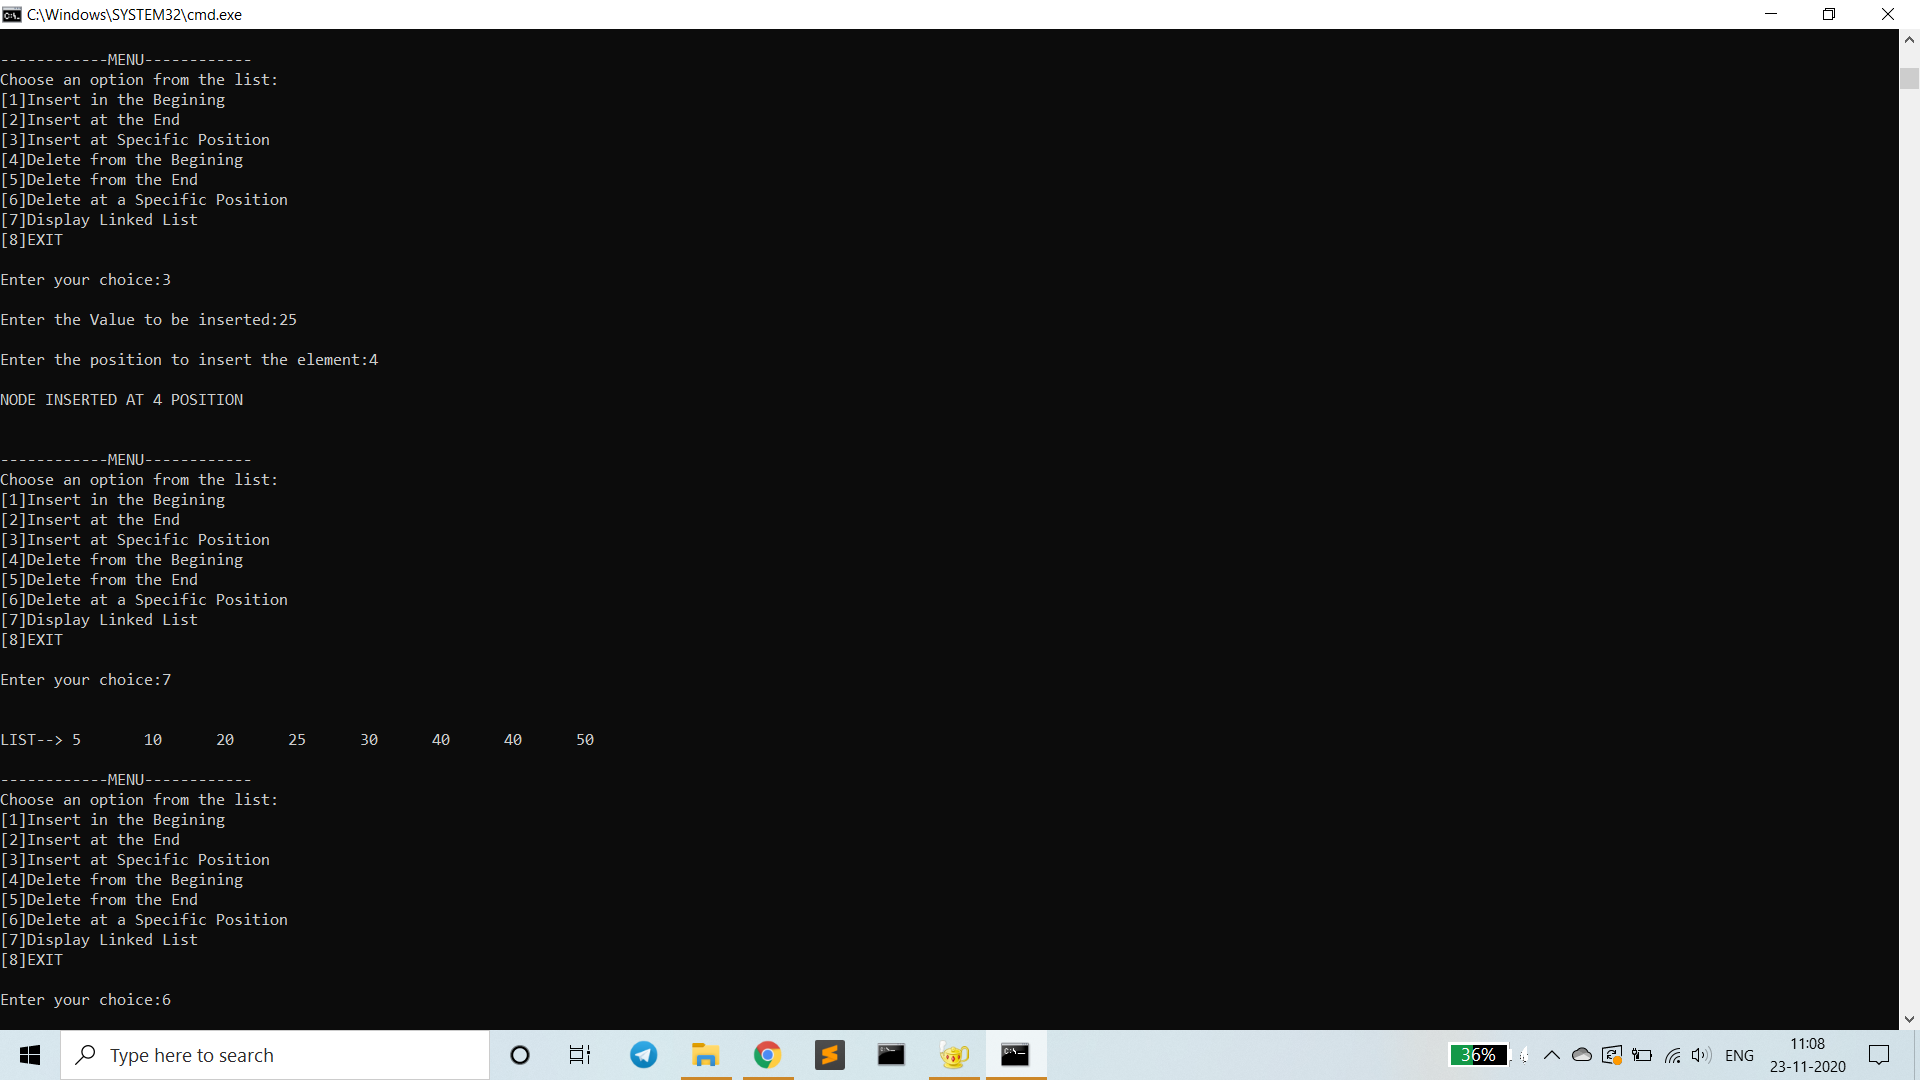 C:\Windows\SYSTEM32\cmd.exe
------------MENU------------
Choose an option from the list:
[1]Insert in the Begining
[2]Insert at the End
[3]Insert at Specific Position
[4]Delete from the Begining
[5]Delete from the End
[6]Delete at a Specific Position
[7]Display Linked List
[8]EXIT
Enter your choice:3
Enter the Value to be inserted:25
Enter the position to insert the element:4
NODE INSERTED AT 4 POSITION
------------MENU------------
Choose an option from the list:
[1]Insert in the Begining
[2]Insert at the End
[3]Insert at Specific Position
[4]Delete from the Begining
[5]Delete from the End
[6]Delete at a Specific Position
[7]Display Linked List
[8]EXIT
Enter your choice:7
LIST--> 5       10      20      25      30      40      40      50
------------MENU------------
Choose an option from the list:
[1]Insert in the Begining
[2]Insert at the End
[3]Insert at Specific Position
[4]Delete from the Begining
[5]Delete from the End
[6]Delete at a Specific Position
[7]Display Linked List
[8]EXIT
Enter your choice:6
Type here to search
36%
ENG
11:08
23-11-2020